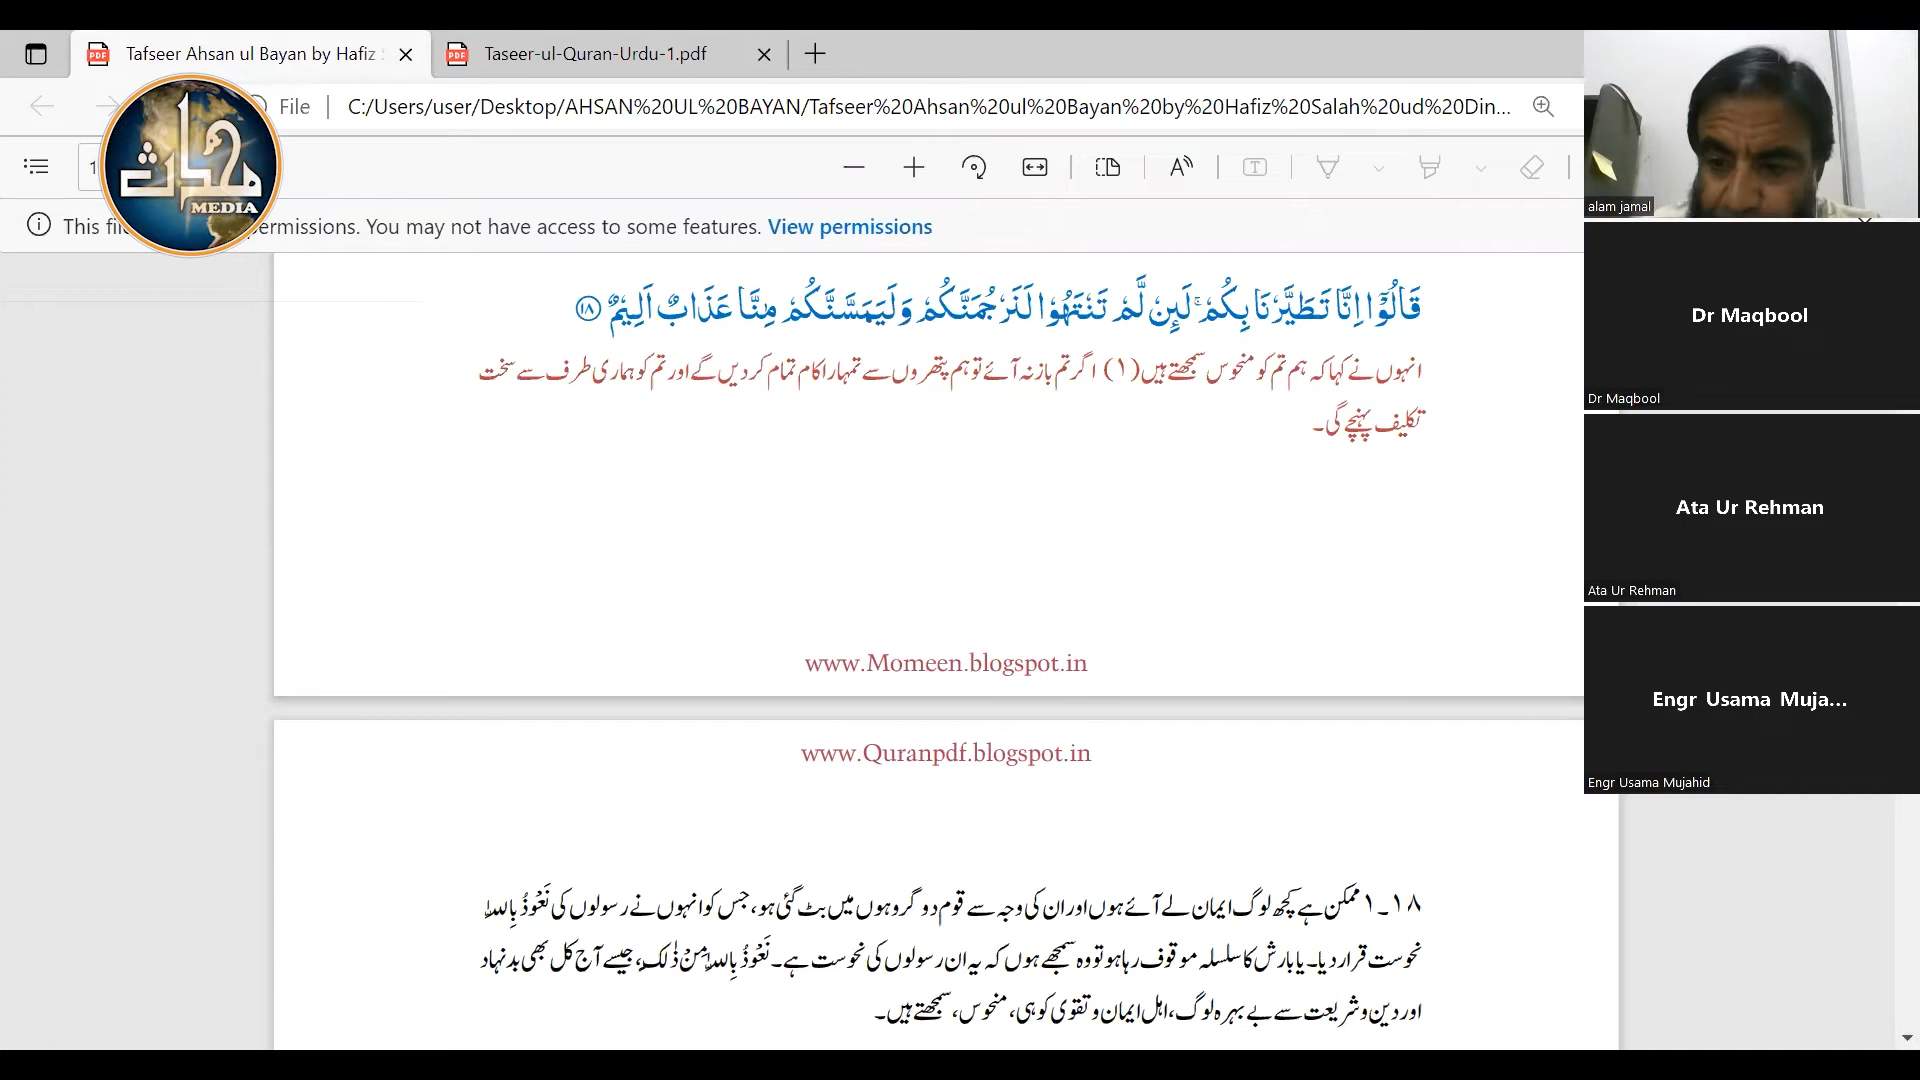 Tafseer Ahsan ul Bayan by Hafiz
Taseer-ul-Quran-Urdu-1.pdf
File
C:/Users/user/Desktop/AHSAN%20UL%20BAYAN/Tafseer%20Ahsan%20ul%20Bayan%20by%20Hafiz%20Salah%20ud%20Din...
1
محدث
MEDIA
This fil
ermissions. You may not have access to some features. View permissions
قَالُوْٓا اِنَّا تَطَيَّرْنَا بِكُمْ ۚ لَىِٕنْ لَّمْ تَنْتَهُوْا لَنَرْجُمَنَّكُمْ وَلَيَمَسَّنَّكُمْ مِّنَّا عَذَابٌ اَلِيْمٌ ۝۱۸
انہوں نے کہا کہ ہم تم کو منحوس سمجھتے ہیں (۱) اگر تم باز نہ آئے تو ہم پتھروں سے تمہارا کام تمام کر دیں گے اور تم کو ہماری طرف سے سخت
تکلیف پہنچے گی۔
www.Momeen.blogspot.in
www.Quranpdf.blogspot.in
۱۸۔۱ ممکن ہے کچھ لوگ ایمان لے آئے ہوں اور ان کی وجہ سے قوم دو گروہوں میں بٹ گئی ہو، جس کو انہوں نے رسولوں کی نَعْوذُ بِاللہِ
نحوست قرار دیا۔ یا بارش کا سلسلہ موقوف رہا ہو تو وہ سمجھے ہوں کہ یہ ان رسولوں کی نحوست ہے۔ نَعْوذُ بِاللہِ مِنْ ذٰلک، جیسے آج کل بھی بد نہاد
اور دین و شریعت سے بے بہرہ لوگ، اہل ایمان و تقویٰ کو ہی، منحوس، سمجھتے ہیں۔
alam jamal
Dr Maqbool
Dr Maqbool
Ata Ur Rehman
Ata Ur Rehman
Engr Usama Muja...
Engr Usama Mujahid